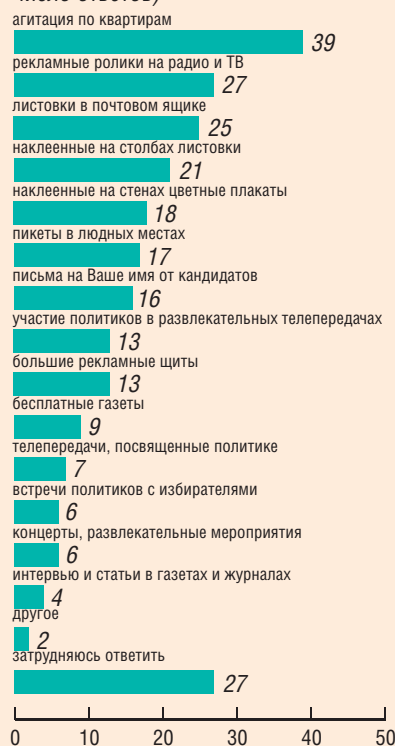 число ответов)
агитация по квартирам
39
рекламные ролики на радио и ТВ
27
листовки в почтовом ящике
25
наклеенные на столбах листовки
21
наклеенные на стенах цветные плакаты
18
пикеты в людных местах
17
письма на Ваше имя от кандидатов
16
участие политиков в развлекательных телепередачах
13
большие рекламные щиты
13
бесплатные газеты
9
телепередачи, посвященные политике
7
встречи политиков с избирателями
6
концерты, развлекательные мероприятия
6
интервью и статьи в газетах и журналах
4
другое
2
затрудняюсь ответить
27
0 10 20 30 40 50